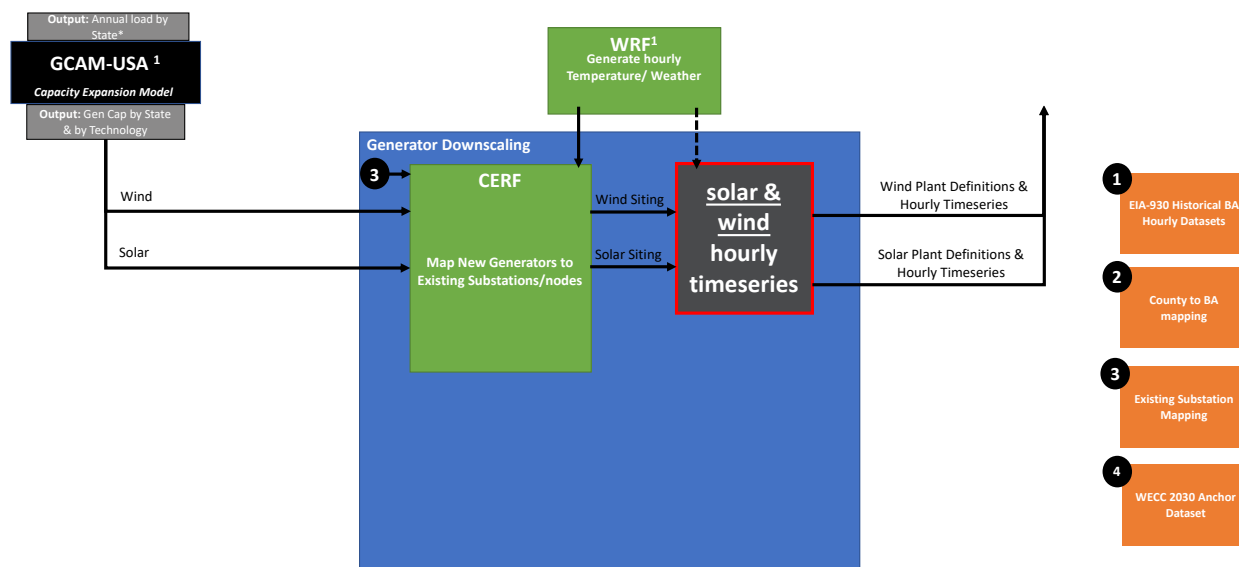 Output: Annual load by
State*
GCAM-USA 1
Capacity Expansion Model
Output: Gen Cap by State
& by Technology
WRF1
Generate hourly
Temperature/ Weather
Generator Downscaling
3
CERF
Map New Generators to
Existing Substations/nodes
Wind
Solar
Wind Siting
Solar Siting
solar &
wind
hourly
timeseries
Wind Plant Definitions &
Hourly Timeseries
Solar Plant Definitions &
Hourly Timeseries
1
EIA-930 Historical BA
Hourly Datasets
2
County to BA
mapping
3
Existing Substation
Mapping
4
WECC 2030 Anchor
Dataset